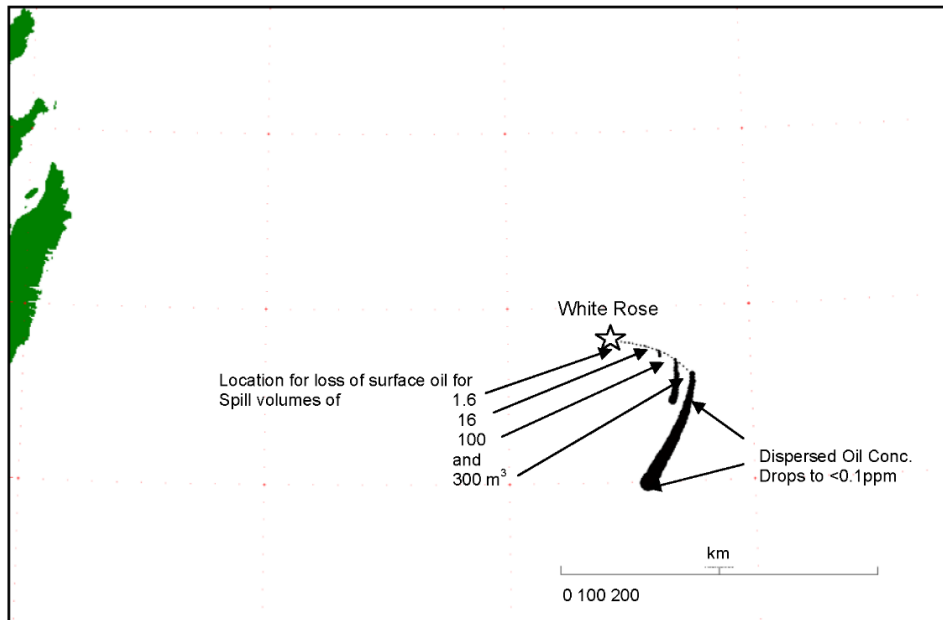 White Rose
Location for loss of surface oil for
Spill volumes of
1.6
16
100
and
300 m³
Dispersed Oil Conc.
Drops to <0.1ppm
km
0 100 200